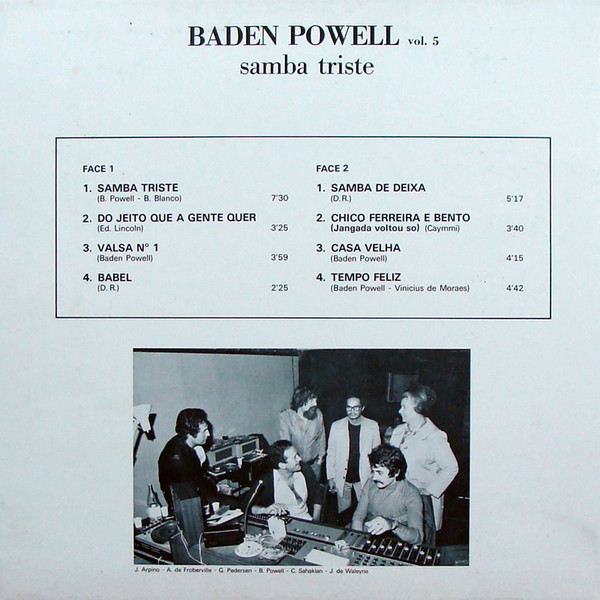 BADEN POWELL vol. 5
samba triste
FACE 1
1. SAMBA TRISTE
(B. Powell - B. Blanco) 7'30
2. DO JEITO QUE A GENTE QUER
(Ed. Lincoln) 3'25
3. VALSA N° 1
(Baden Powell) 3'59
4. BABEL
(D.R.) 2'25
FACE 2
1. SAMBA DE DEIXA
(D.R.) 5'17
2. CHICO FERREIRA E BENTO
(Jangada voltou so) (Caymmi) 3'40
3. CASA VELHA
(Baden Powell) 4'15
4. TEMPO FELIZ
(Baden Powell - Vinicius de Moraes) 4'42
J. Arpino - A. de Froberville - G. Pedersen - B. Powell - C. Sahakian - J. de Waleyne